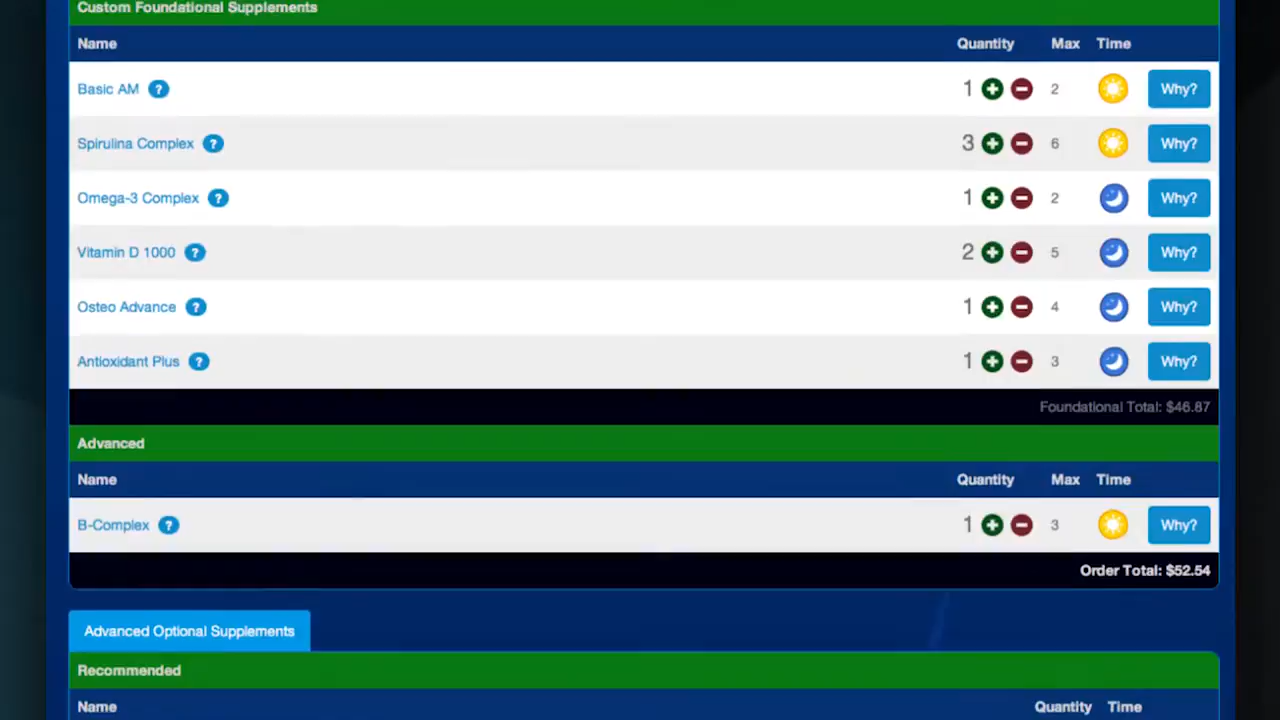 Custom Foundational Supplements
Name Quantity Max Time
Basic AM ? 1 2 Why?
Spirulina Complex ? 3 6 Why?
Omega-3 Complex ? 1 2 Why?
Vitamin D 1000 ? 2 5 Why?
Osteo Advance ? 1 4 Why?
Antioxidant Plus ? 1 3 Why?
Foundational Total: $46.87
Advanced
Name Quantity Max Time
B-Complex ? 1 3 Why?
Order Total: $52.54
Advanced Optional Supplements
Recommended
Name Quantity Time